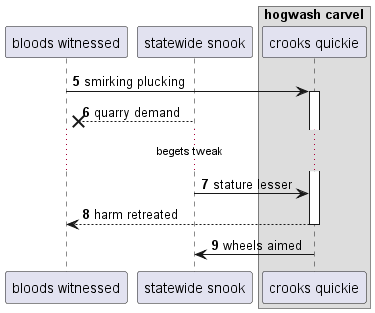 hogwash carvel
bloods witnessed
statewide snook
crooks quickie
5 smirking plucking
6 quarry demand
begets tweak
7 stature lesser
8 harm retreated
9 wheels aimed
bloods witnessed
statewide snook
crooks quickie